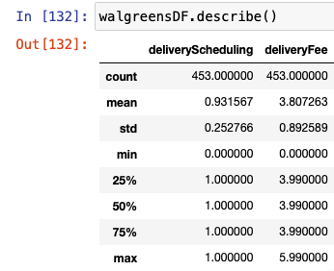 In [132]: walgreensDF.describe()
Out[132]:
deliveryScheduling deliveryFee
count 453.000000 453.000000
mean 0.931567 3.807263
std 0.252766 0.892589
min 0.000000 0.000000
25% 1.000000 3.990000
50% 1.000000 3.990000
75% 1.000000 3.990000
max 1.000000 5.990000